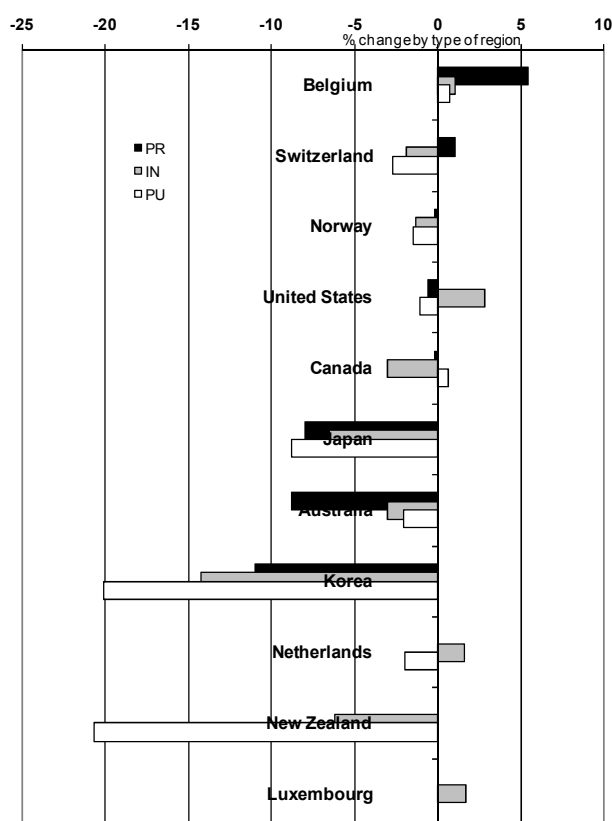 -25 -20 -15 -10 -5 0 5 10
% change by type of region
Belgium
PR
IN
PU
Switzerland
Norway
United States
Canada
Japan
Australia
Korea
Netherlands
New Zealand
Luxembourg